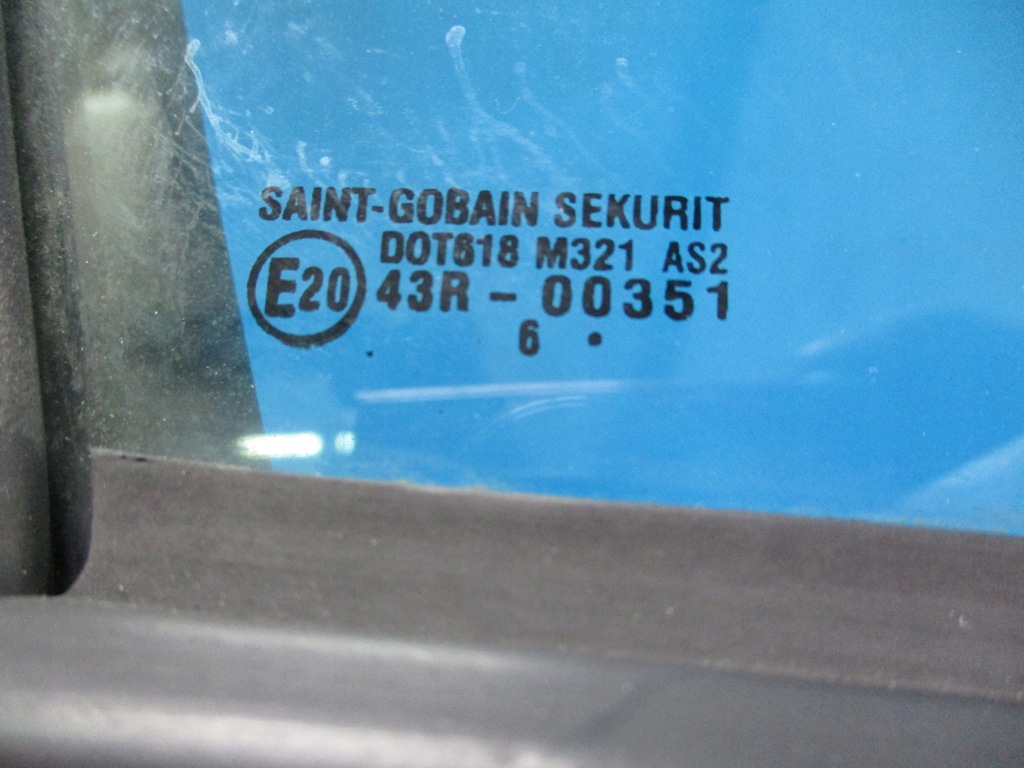 SAINT-GOBAIN SEKURIT
DOT618 M321 AS2
E20 43R - 00351
6 •